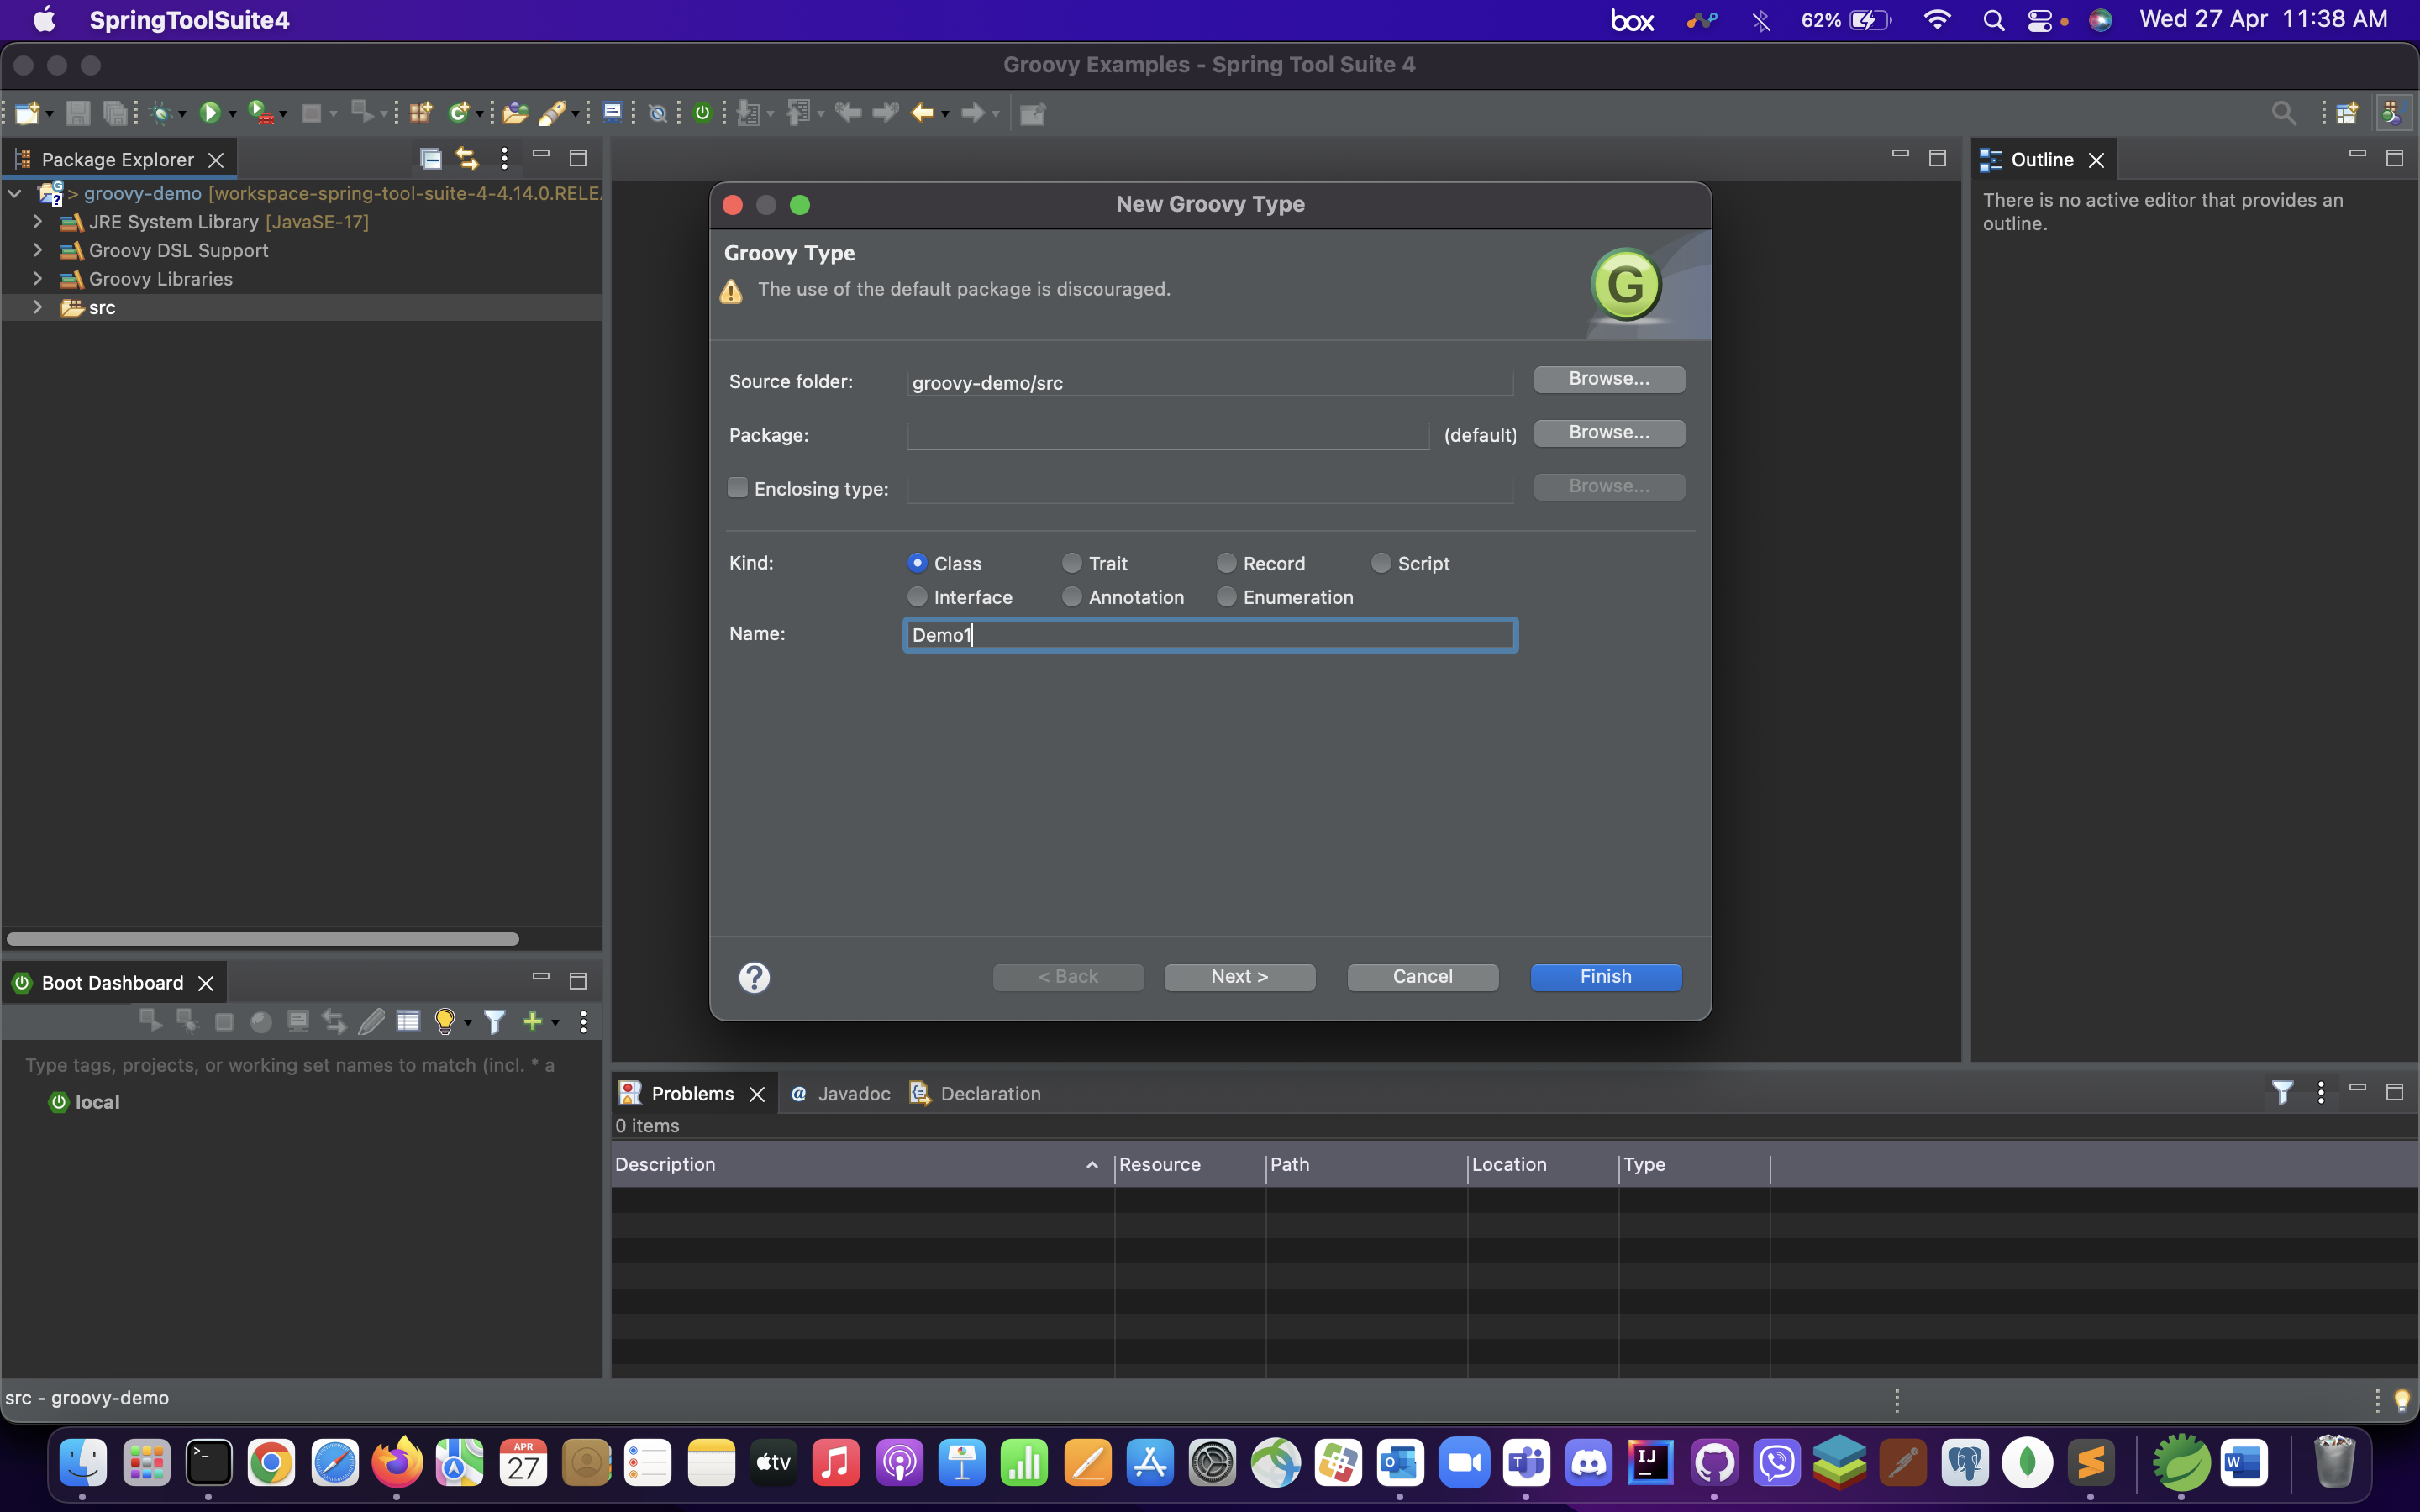 SpringToolSuite4
box
62%
Wed 27 Apr 11:38 AM
Groovy Examples - Spring Tool Suite 4
Package Explorer
> groovy-demo [workspace-spring-tool-suite-4-4.14.0.RELEA
JRE System Library [JavaSE-17]
Groovy DSL Support
Groovy Libraries
src
Outline
There is no active editor that provides an
outline.
New Groovy Type
Groovy Type
The use of the default package is discouraged.
G
Source folder:
groovy-demo/src
Browse...
Package:
(default)
Browse...
Enclosing type:
Browse...
Kind:
Class
Trait
Record
Script
Interface
Annotation
Enumeration
Name:
Demo1
?
< Back
Next >
Cancel
Finish
Boot Dashboard
Type tags, projects, or working set names to match (incl. * a
local
Problems
@ Javadoc
Declaration
0 items
Description
Resource
Path
Location
Type
src - groovy-demo
APR
27
tv
IJ
W